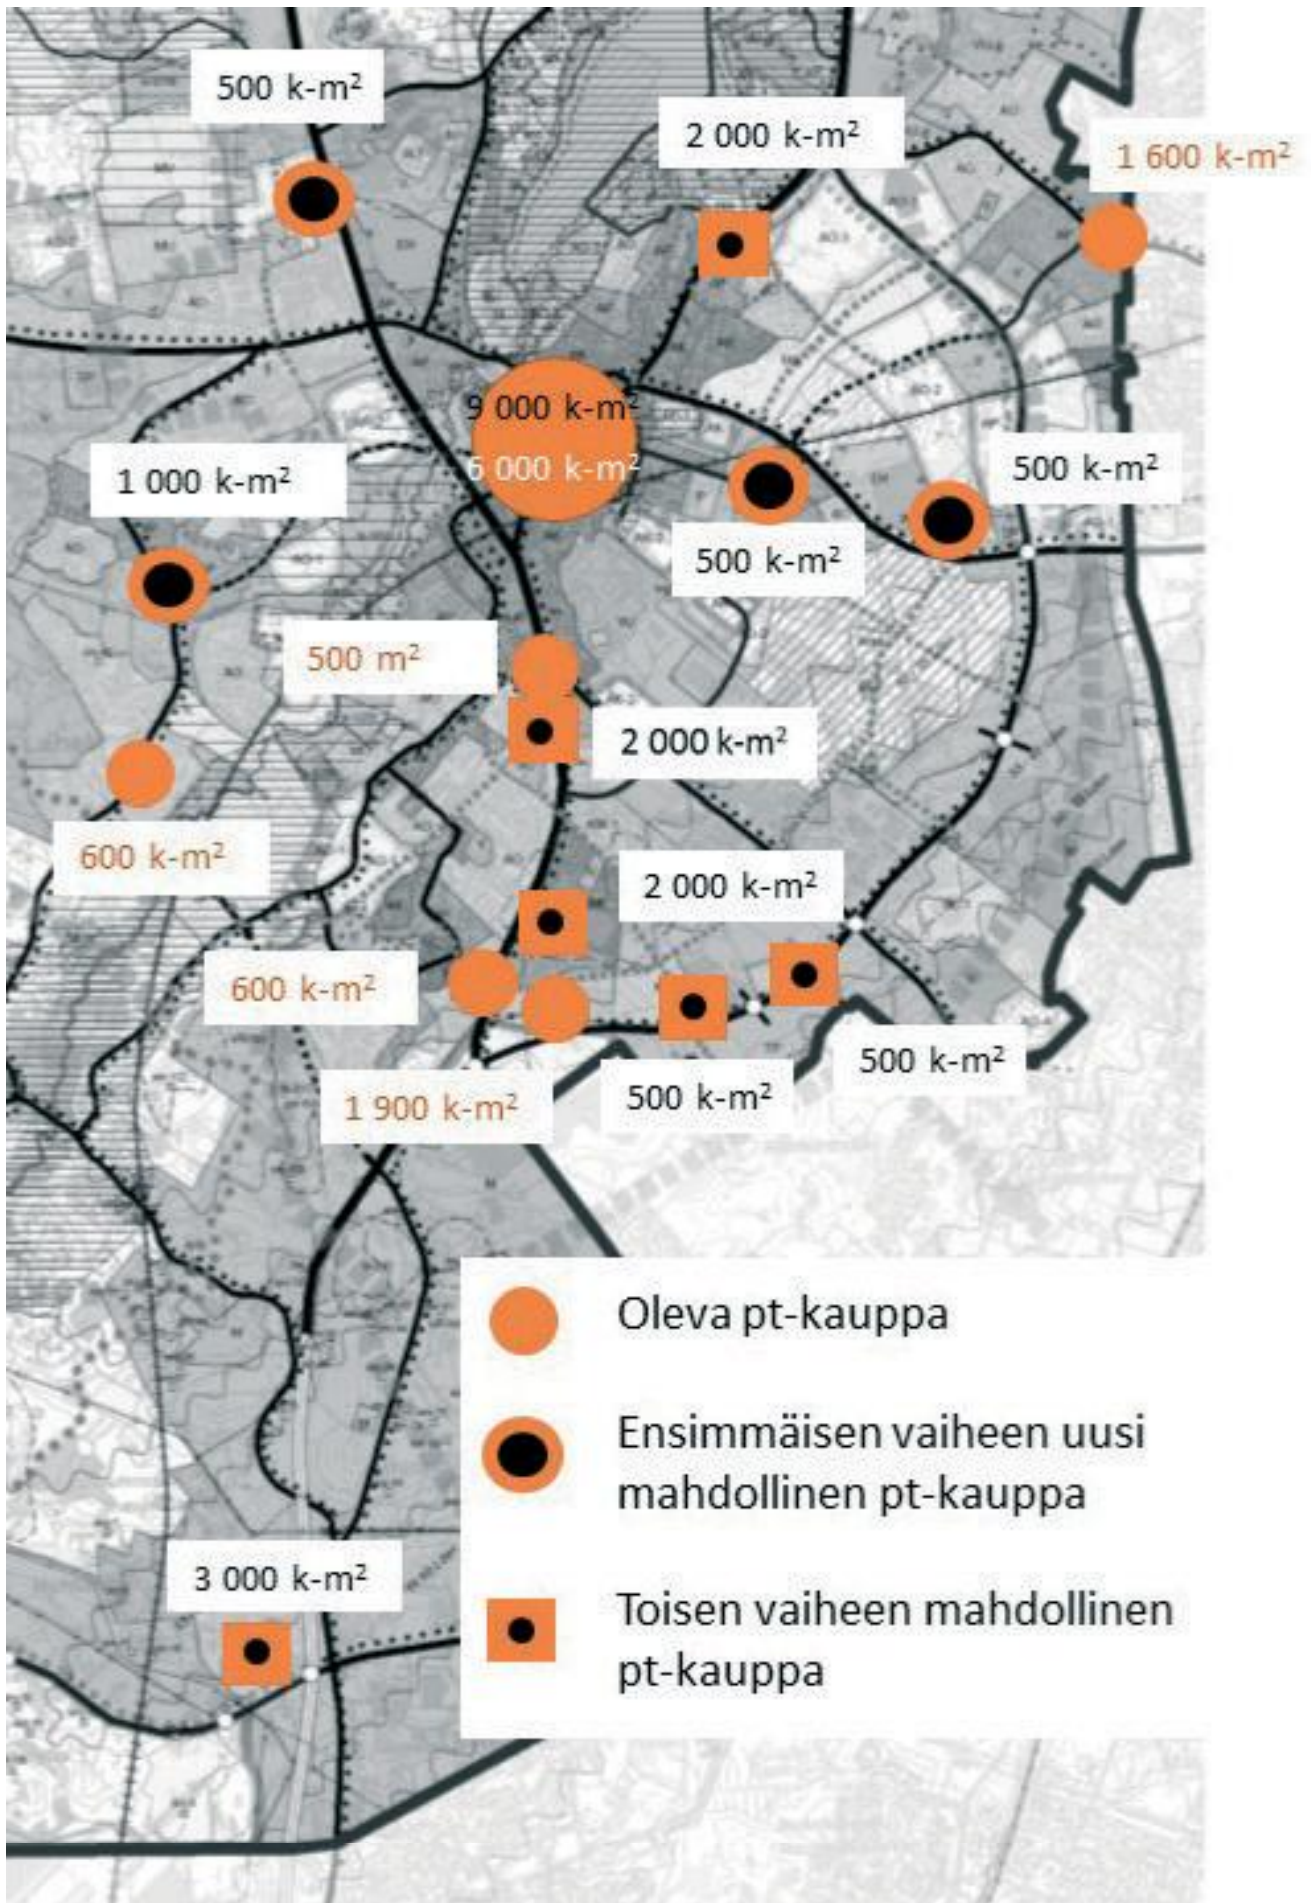 500 k-m²
2 000 k-m²
1 600 k-m²
9 000 k-m²
6 000 k-m²
1 000 k-m²
500 k-m²
500 k-m²
500 m²
2 000 k-m²
600 k-m²
2 000 k-m²
600 k-m²
500 k-m²
500 k-m²
1 900 k-m²
Oleva pt-kauppa
Ensimmäisen vaiheen uusi
mahdollinen pt-kauppa
3 000 k-m²
Toisen vaiheen mahdollinen
pt-kauppa